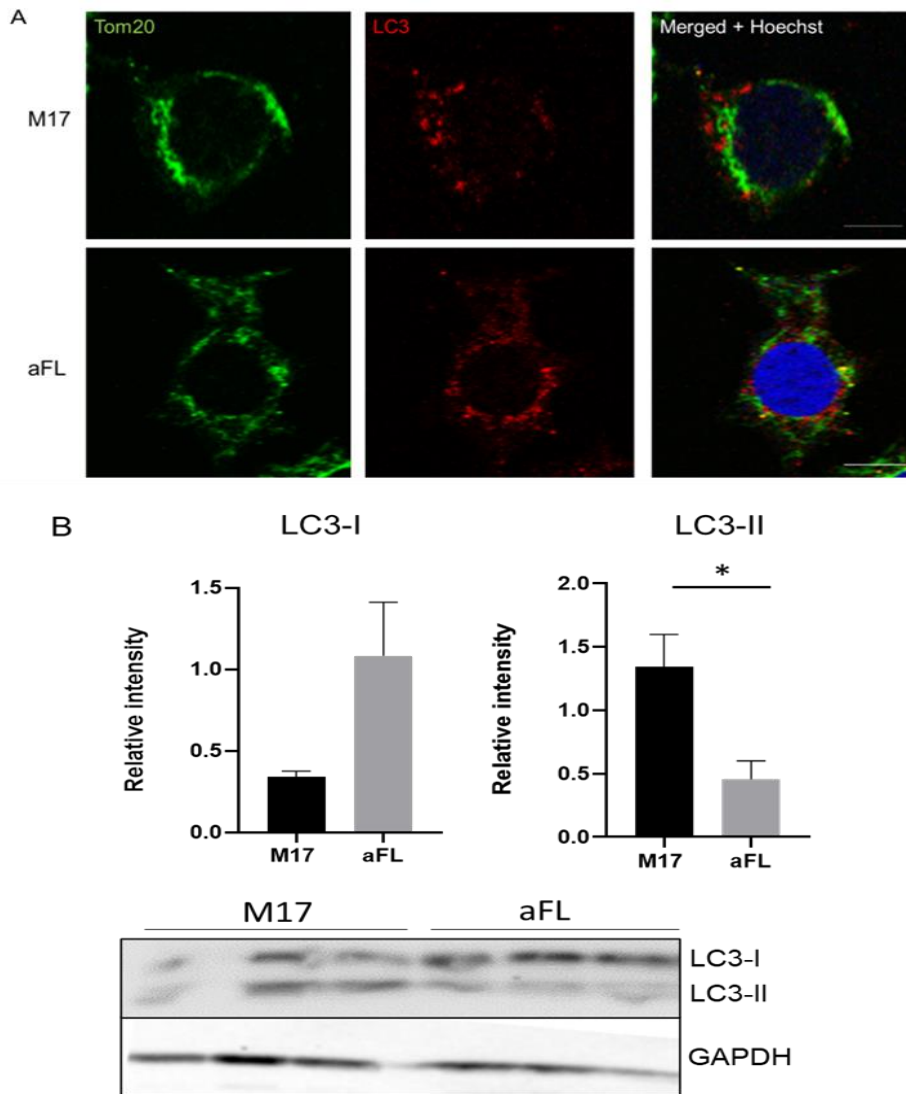 A
Tom20
LC3
Merged + Hoechst
M17
aFL
B
LC3-I
LC3-II
Relative intensity
1.5
1.0
0.5
0.0
M17
aFL
Relative intensity
2.0
1.5
1.0
0.5
0.0
*
M17
aFL
M17
aFL
LC3-I
LC3-II
GAPDH